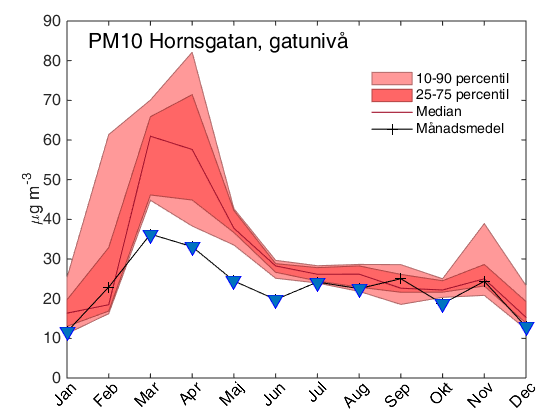 PM10 Hornsgatan, gatunivå
10-90 percentil
25-75 percentil
Median
Månadsmedel
µg m-3
90
80
70
60
50
40
30
20
10
0
Jan Feb Mar Apr Maj Jun Jul Aug Sep Okt Nov Dec